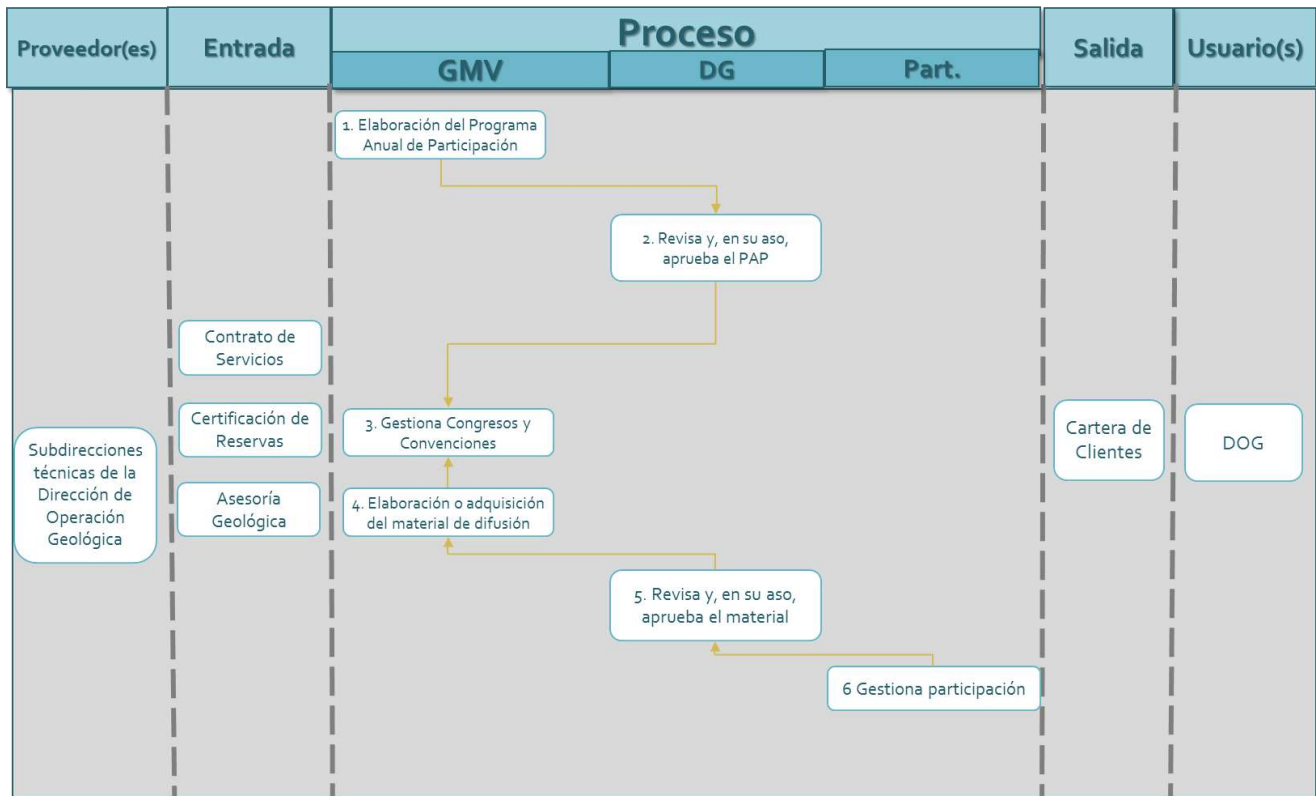 Proveedor(es)
Entrada
Proceso
Salida
Usuario(s)
GMV
DG
Part.
1. Elaboración del Programa
Anual de Participación
2. Revisa y, en su aso,
aprueba el PAP
Contrato de
Servicios
Certificación de
Reservas
Asesoría
Geológica
Subdirecciones
técnicas de la
Dirección de
Operación
Geológica
3. Gestiona Congresos y
Convenciones
4. Elaboración o adquisición
del material de difusión
5. Revisa y, en su aso,
aprueba el material
6 Gestiona participación
Cartera de
Clientes
DOG